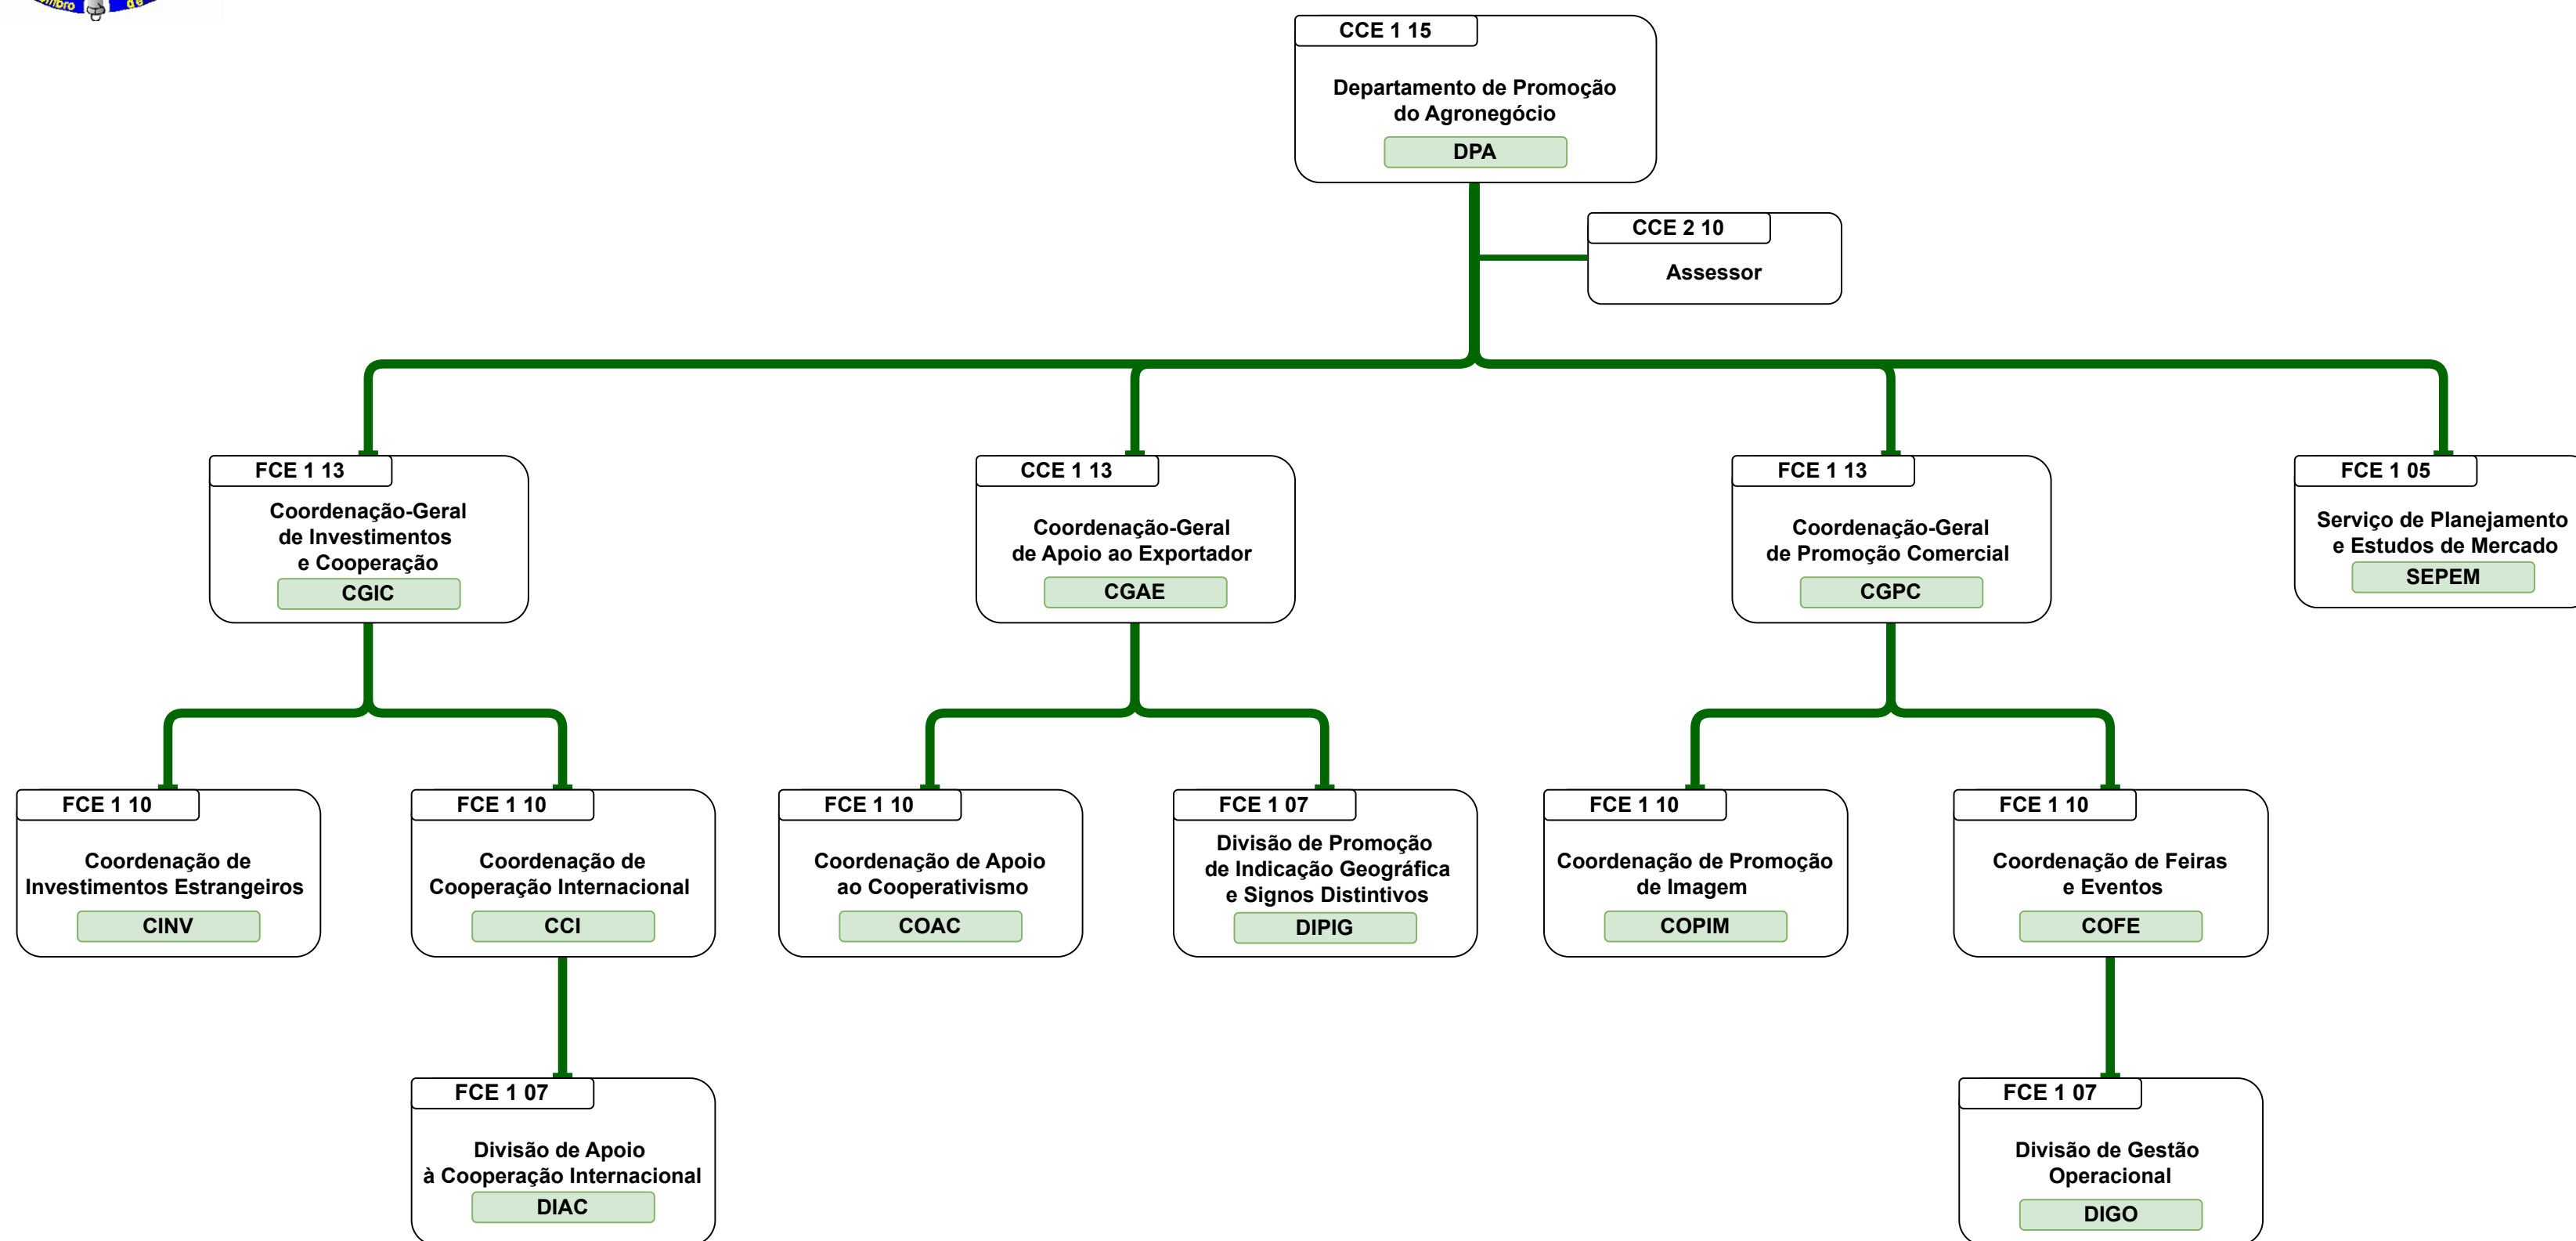 CCE 1 15
Departamento de Promoção
do Agronegócio
DPA
CCE 2 10
Assessor
FCE 1 13
Coordenação-Geral
de Investimentos
e Cooperação
CGIC
CCE 1 13
Coordenação-Geral
de Apoio ao Exportador
CGAE
FCE 1 13
Coordenação-Geral
de Promoção Comercial
CGPC
FCE 1 05
Serviço de Planejamento
e Estudos de Mercado
SEPEM
FCE 1 10
Coordenação de
Investimentos Estrangeiros
CINV
FCE 1 10
Coordenação de
Cooperação Internacional
CCI
FCE 1 10
Coordenação de Apoio
ao Cooperativismo
COAC
FCE 1 07
Divisão de Promoção
de Indicação Geográfica
e Signos Distintivos
DIPIG
FCE 1 10
Coordenação de Promoção
de Imagem
COPIM
FCE 1 10
Coordenação de Feiras
e Eventos
COFE
FCE 1 07
Divisão de Apoio
à Cooperação Internacional
DIAC
FCE 1 07
Divisão de Gestão
Operacional
DIGO